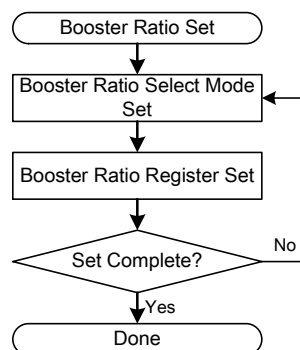 Booster Ratio Set
Booster Ratio Select Mode
Set
Booster Ratio Register Set
Set Complete?
No
Yes
Done